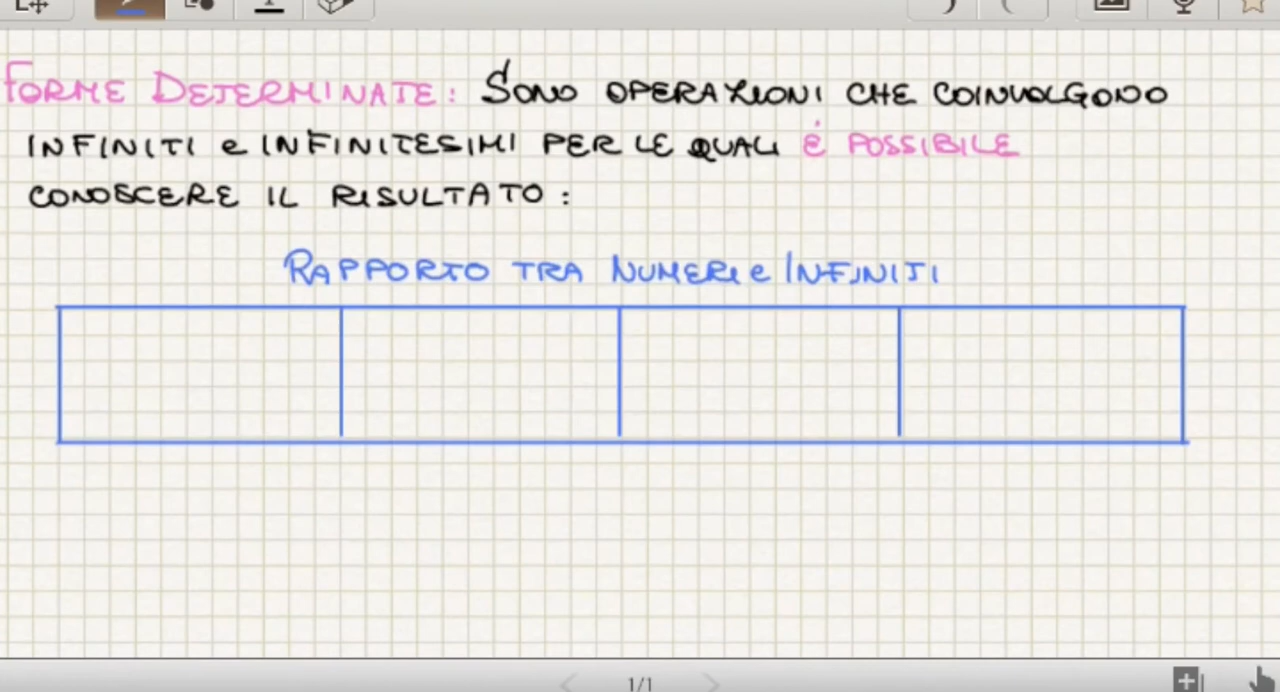 FORME DETERMINATE: SONO OPERAZIONI CHE COINVOLGONO
INFINITI e INFINITESIMI PER LE QUALI È POSSIBILE
CONOSCERE IL RISULTATO:
RAPPORTO TRA NUMERI e INFINITI
1/1